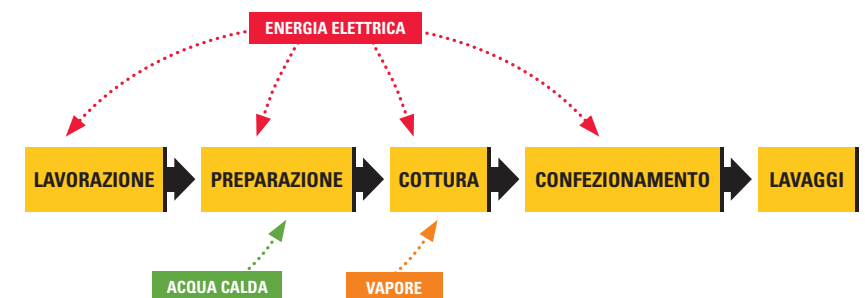 ENERGIA ELETTRICA
LAVORAZIONE
PREPARAZIONE
COTTURA
CONFEZIONAMENTO
LAVAGGI
ACQUA CALDA
VAPORE